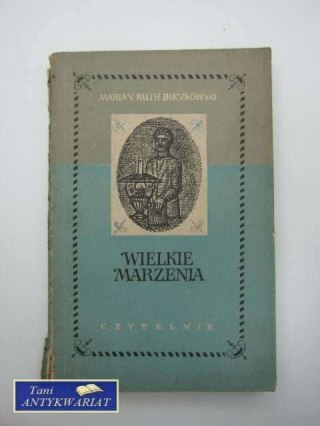 MARIAN RUTH BUCZKOWSKI
WIELKIE
MARZENIA
CZYTELNIK
Tani
ANTYKWARIAT